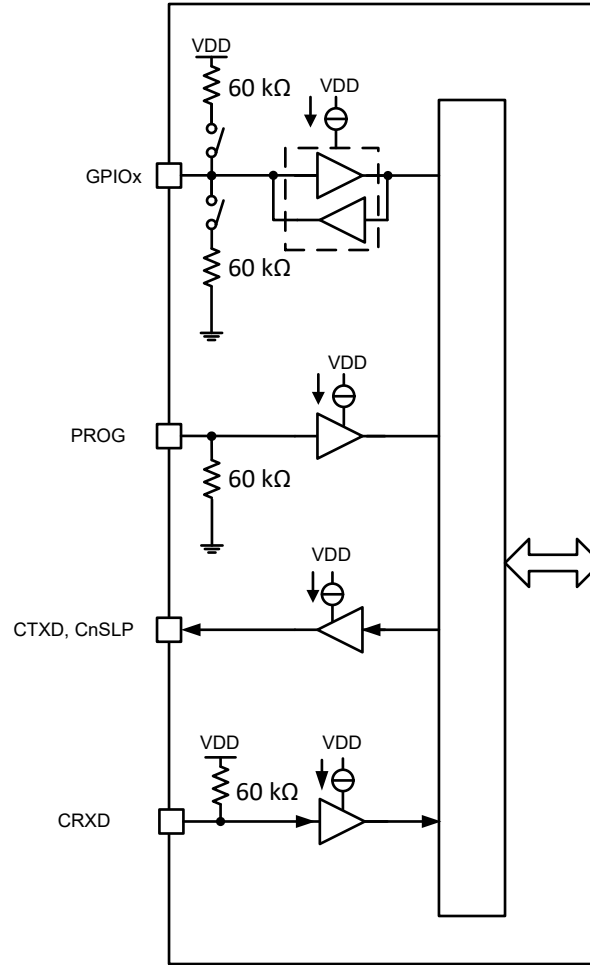 VDD
60 kΩ
VDD
GPIOx
60 kΩ
VDD
PROG
60 kΩ
VDD
CTXD, CnSLP
VDD
VDD
60 kΩ
CRXD